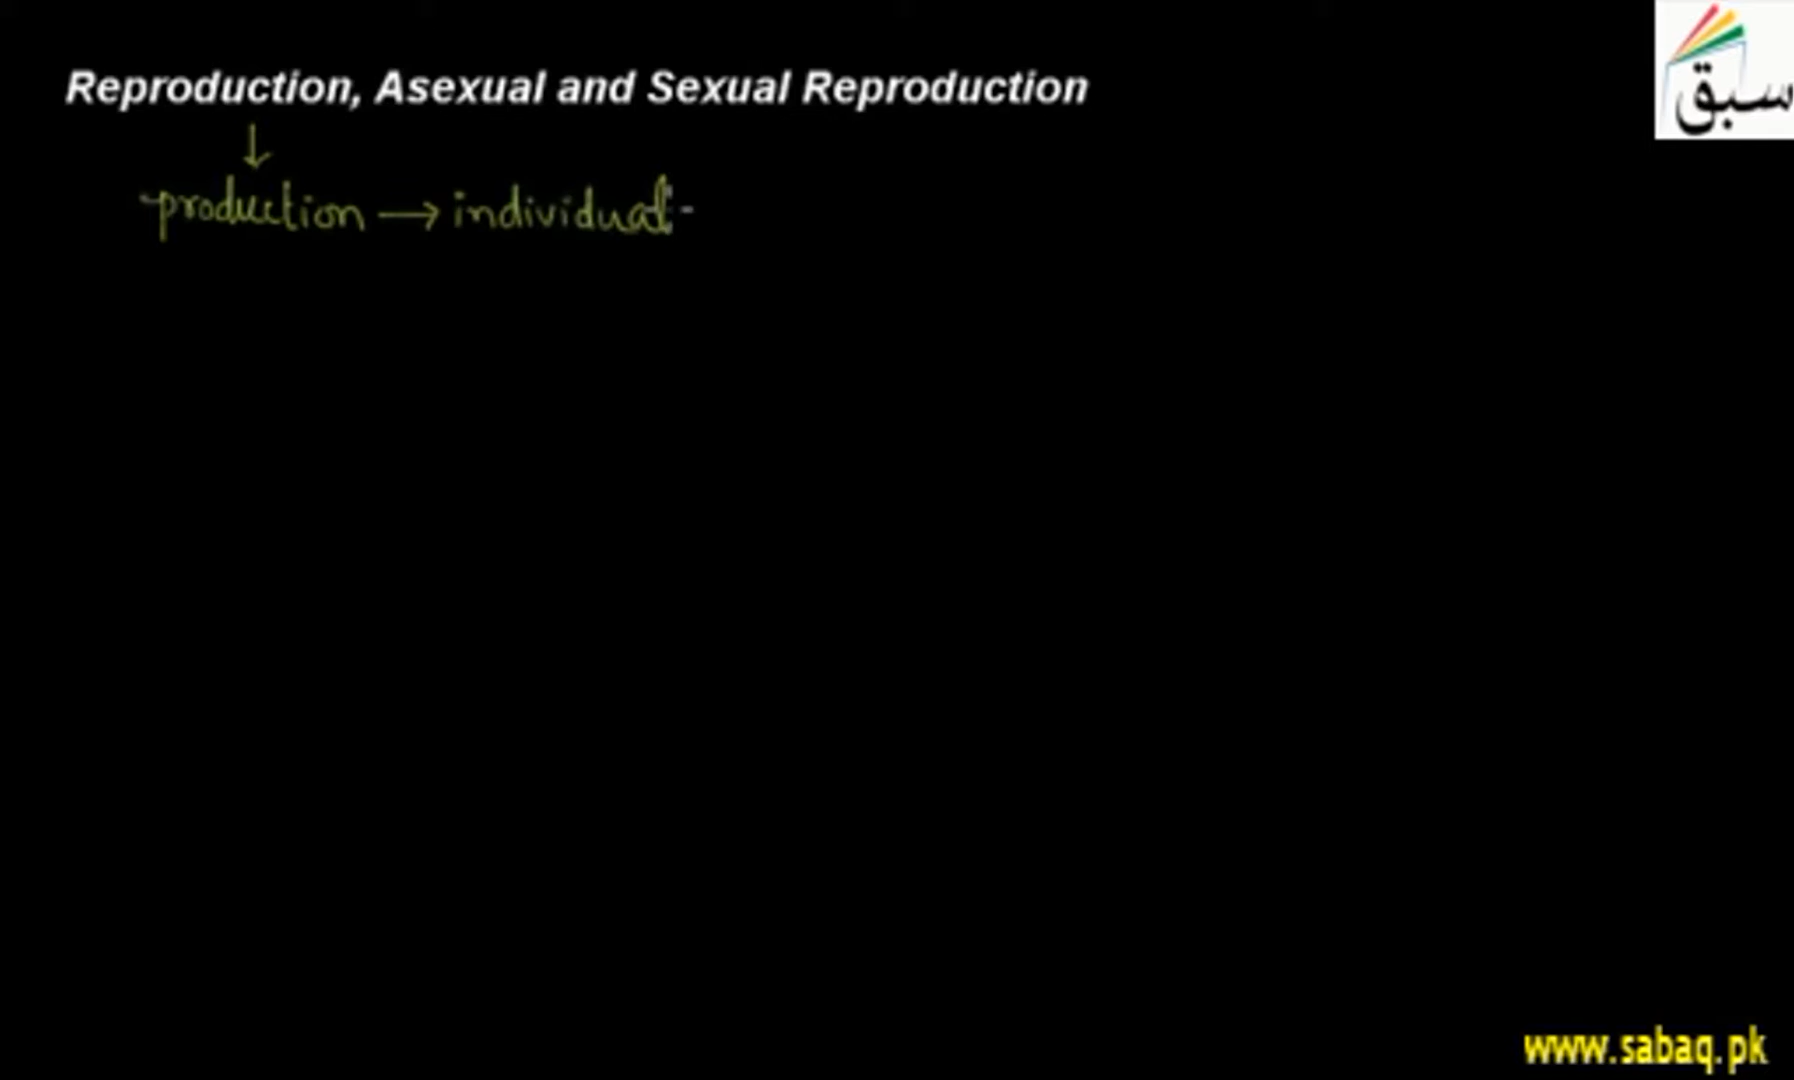 Reproduction, Asexual and Sexual Reproduction
سبق
↓
production → individual
www.sabaq.pk